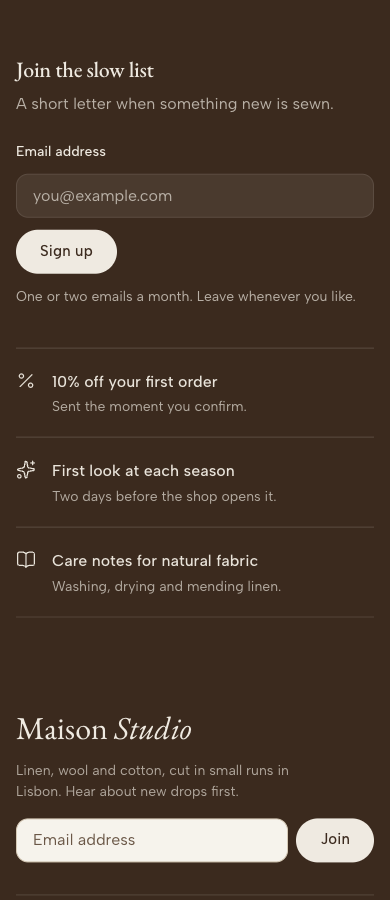 Join the slow list
A short letter when something new is sewn.
Email address
you@example.com
Sign up
One or two emails a month. Leave whenever you like.
10% off your first order
Sent the moment you confirm.
First look at each season
Two days before the shop opens it.
Care notes for natural fabric
Washing, drying and mending linen.
Maison Studio
Linen, wool and cotton, cut in small runs in
Lisbon. Hear about new drops first.
Email address
Join